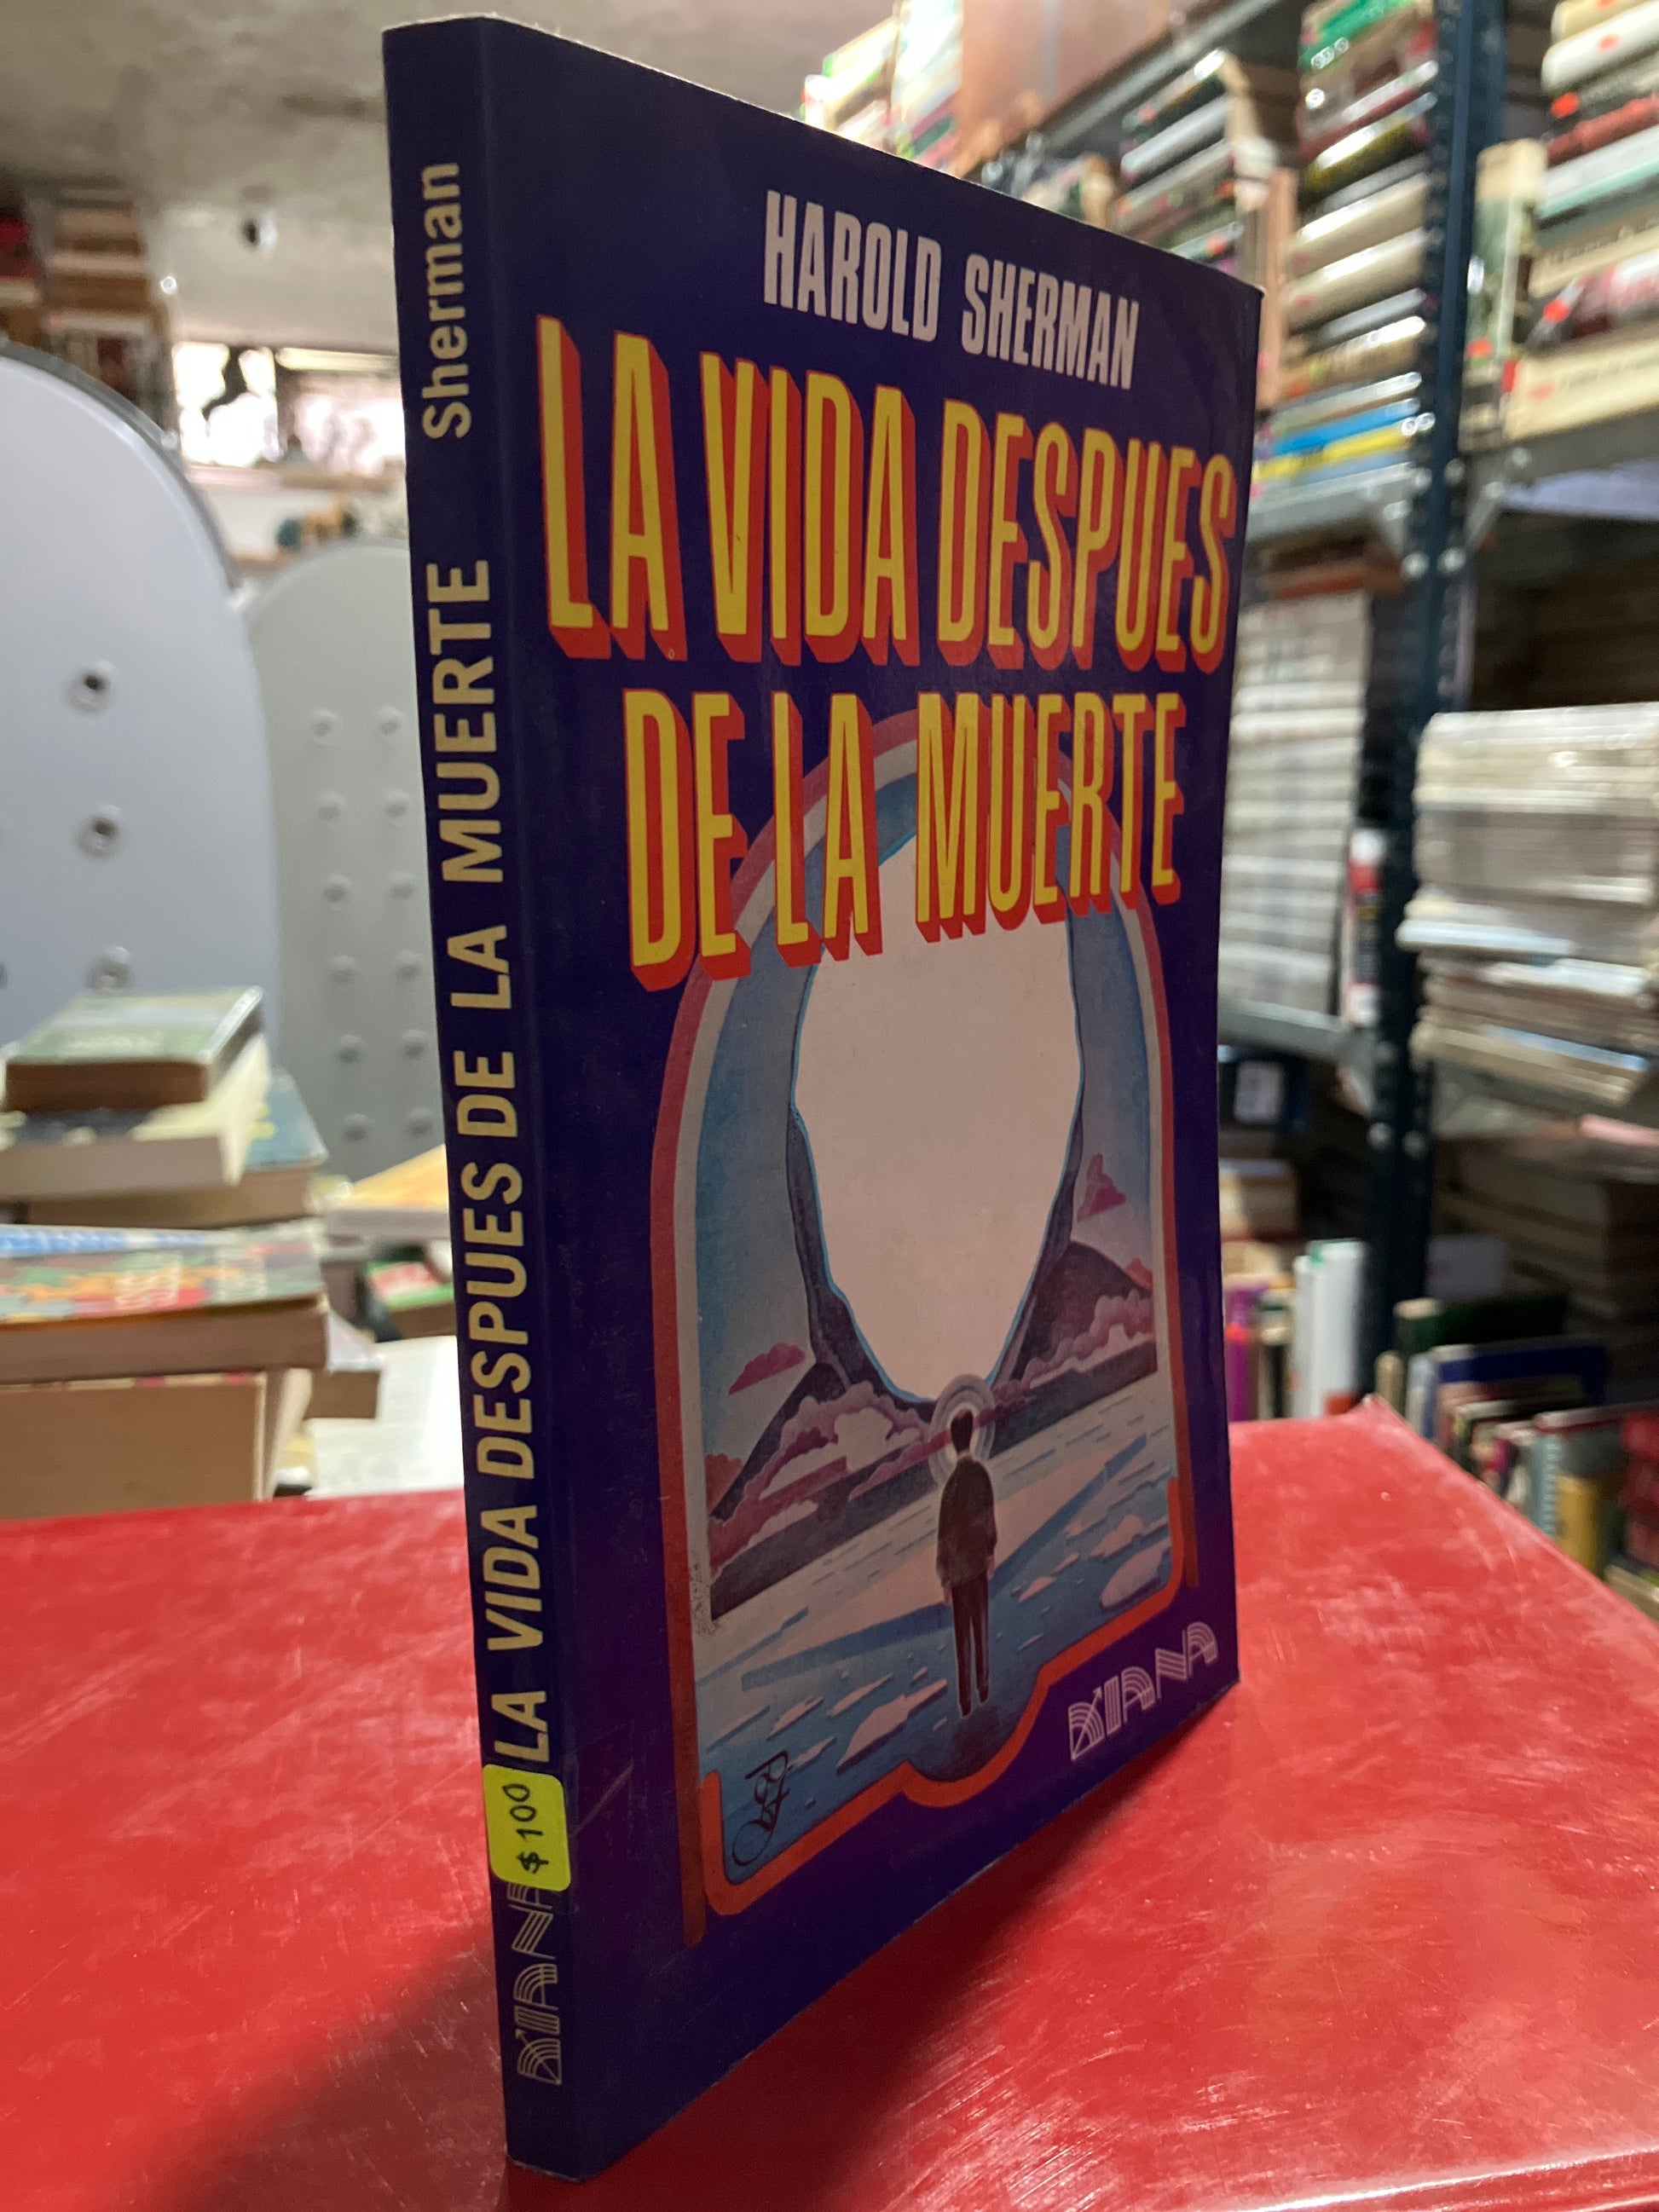 HAROLD SHERMAN
LA VIDA DESPUES
DE LA MUERTE
DIANA
LA VIDA DESPUES DE LA MUERTE Sherman
$100
DIANA